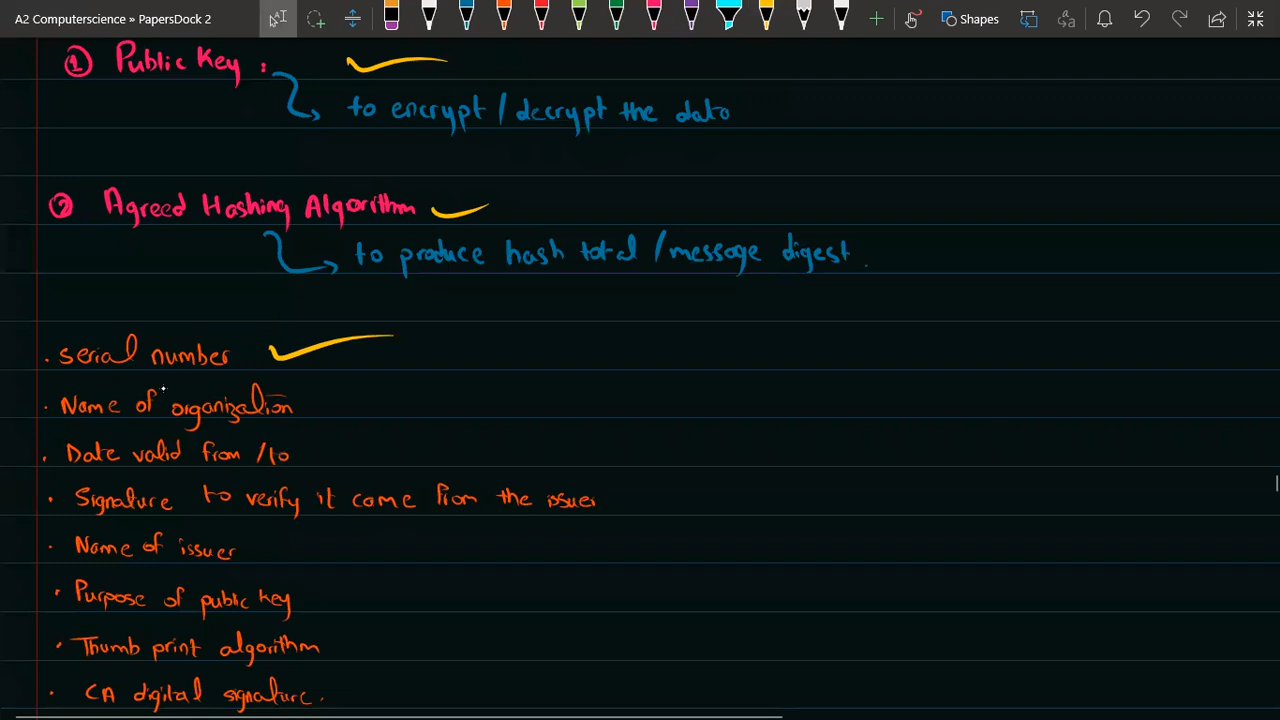 A2 Computerscience » PapersDock 2
Shapes
① Public Key :
to encrypt / decrypt the data
② Agreed Hashing Algorithm
to produce hash total / message digest.
. serial number
. Name of organization
. Date valid from / to
. Signature to verify it came from the issuer
. Name of issuer
. Purpose of public key
. Thumb print algorithm
. CA digital signature.